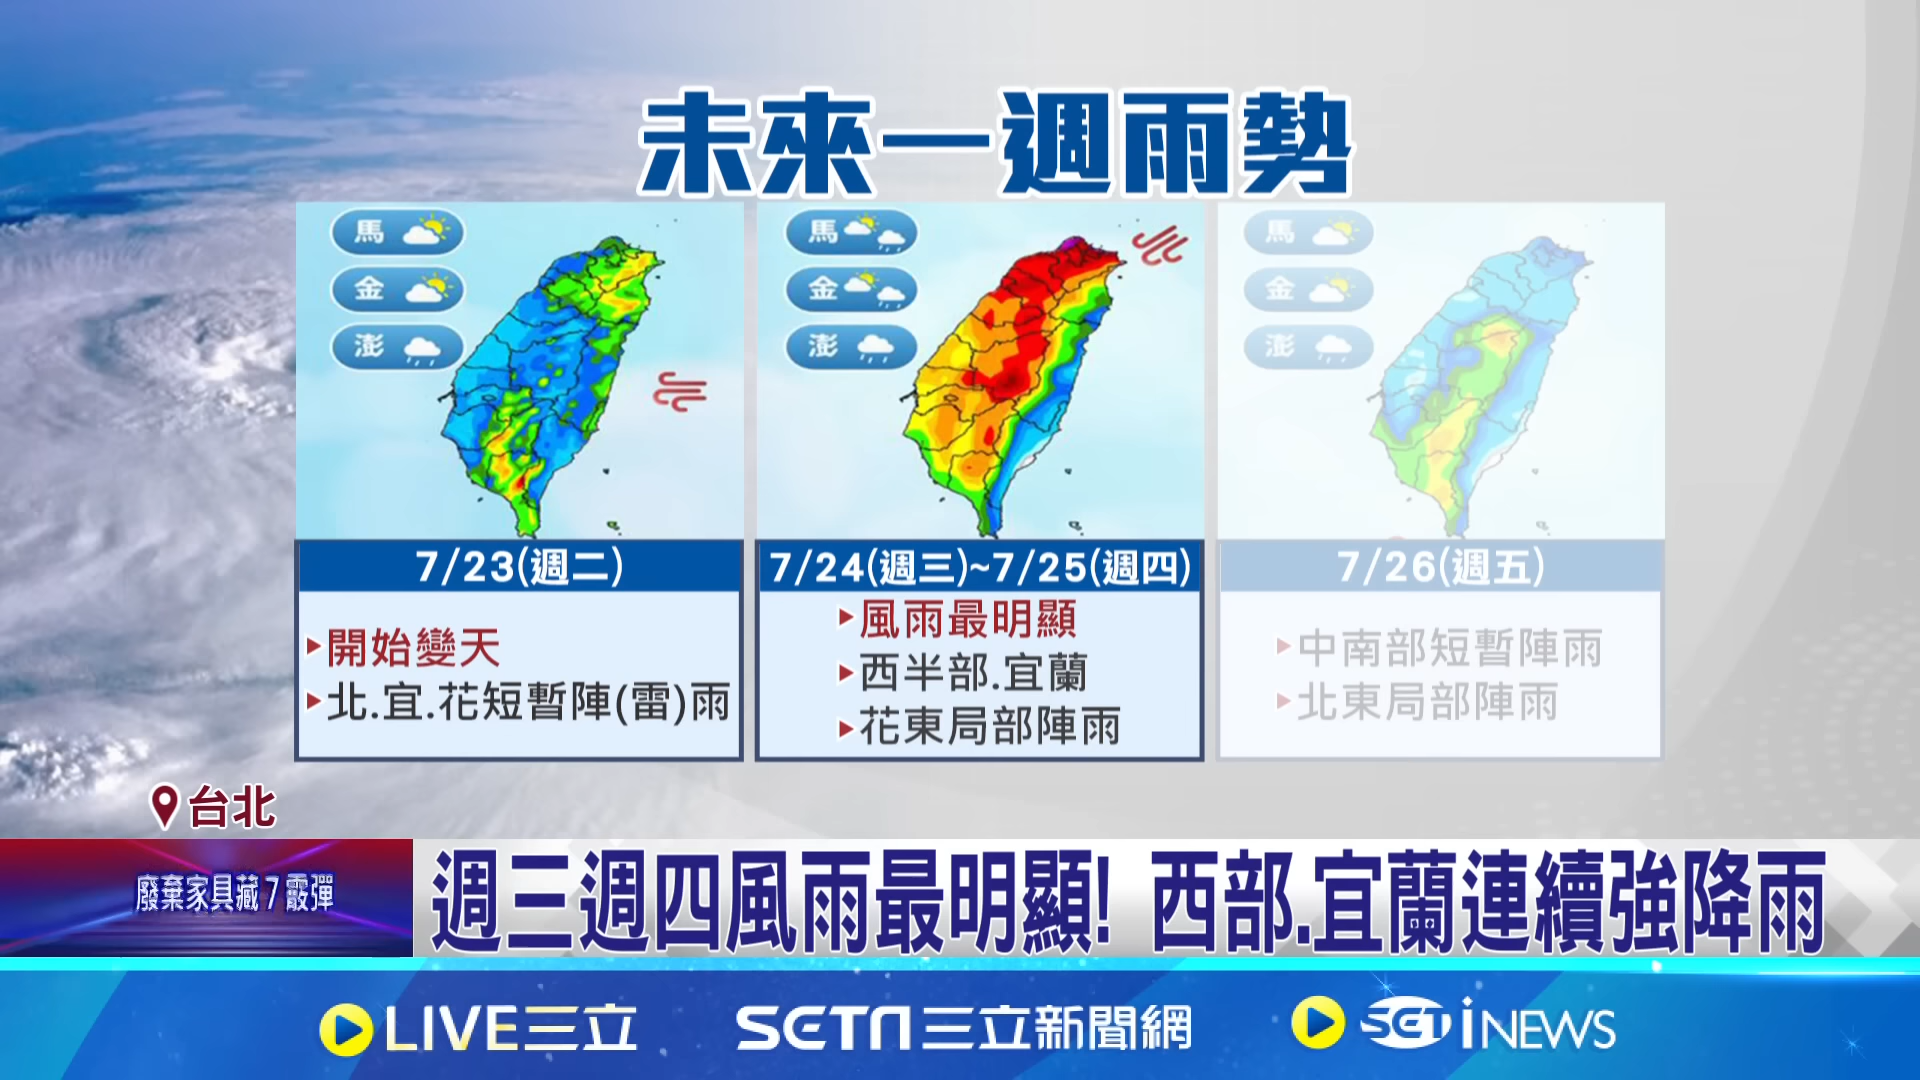 未來一週雨勢
馬
金
澎
馬
金
澎
馬
金
澎
7/23(週二)
開始變天
北.宜.花短暫陣(雷)雨
7/24(週三)~7/25(週四)
風雨最明顯
西半部.宜蘭
花東局部陣雨
7/26(週五)
中南部短暫陣雨
北東局部陣雨
台北
廢棄家具藏7霰彈
週三週四風雨最明顯! 西部.宜蘭連續強降雨
LIVE三立
SETN三立新聞網
SETiNEWS